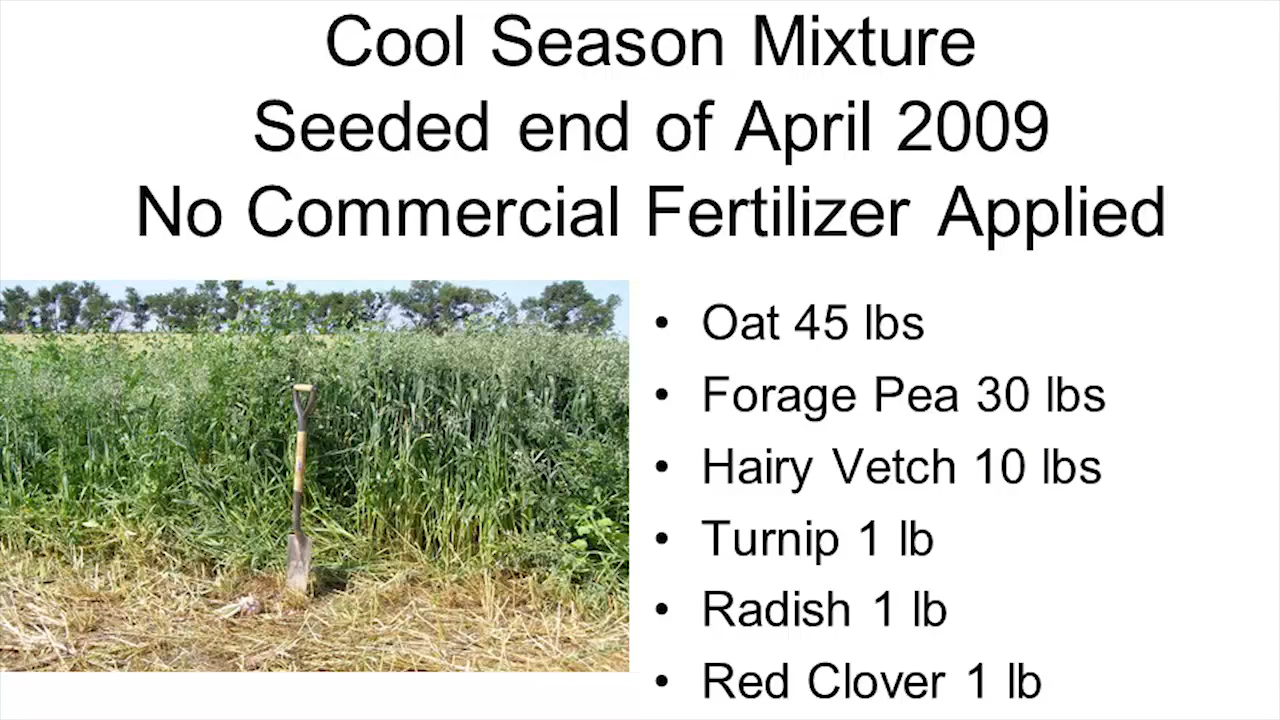 Cool Season Mixture
Seeded end of April 2009
No Commercial Fertilizer Applied
• Oat 45 lbs
• Forage Pea 30 lbs
• Hairy Vetch 10 lbs
• Turnip 1 lb
• Radish 1 lb
• Red Clover 1 lb